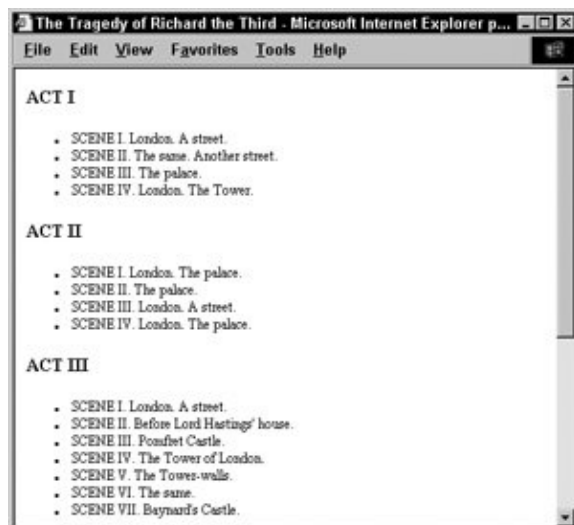 The Tragedy of Richard the Third - Microsoft Internet Explorer p...
File Edit View Favorites Tools Help
ACT I
• SCENE I. London. A street.
• SCENE II. The same. Another street.
• SCENE III. The palace.
• SCENE IV. London. The Tower.
ACT II
• SCENE I. London. The palace.
• SCENE II. The palace.
• SCENE III. London. A street.
• SCENE IV. London. The palace.
ACT III
• SCENE I. London. A street.
• SCENE II. Before Lord Hastings' house.
• SCENE III. Pomfret Castle.
• SCENE IV. The Tower of London.
• SCENE V. The Tower-walls.
• SCENE VI. The same.
• SCENE VII. Baynard's Castle.